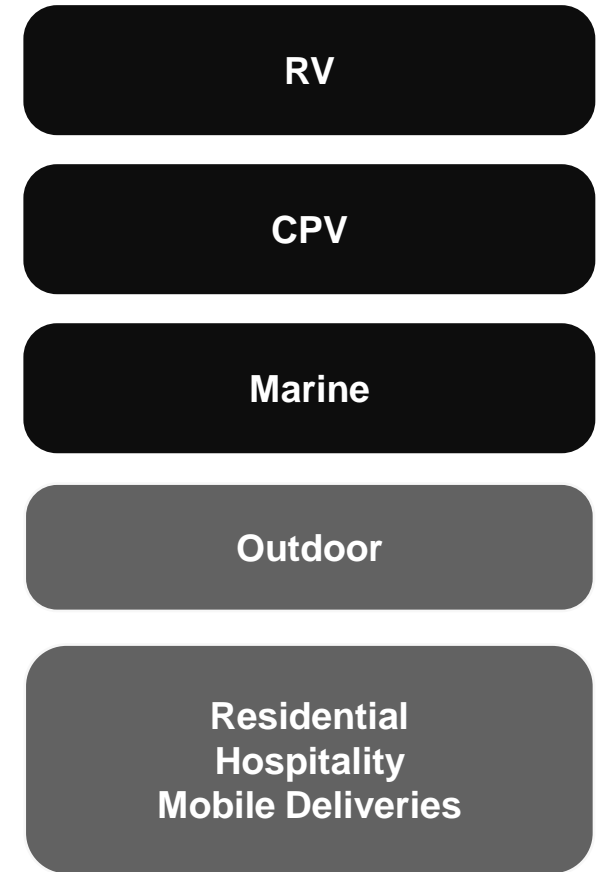 RV
CPV
Marine
Outdoor
Residential
Hospitality
Mobile Deliveries